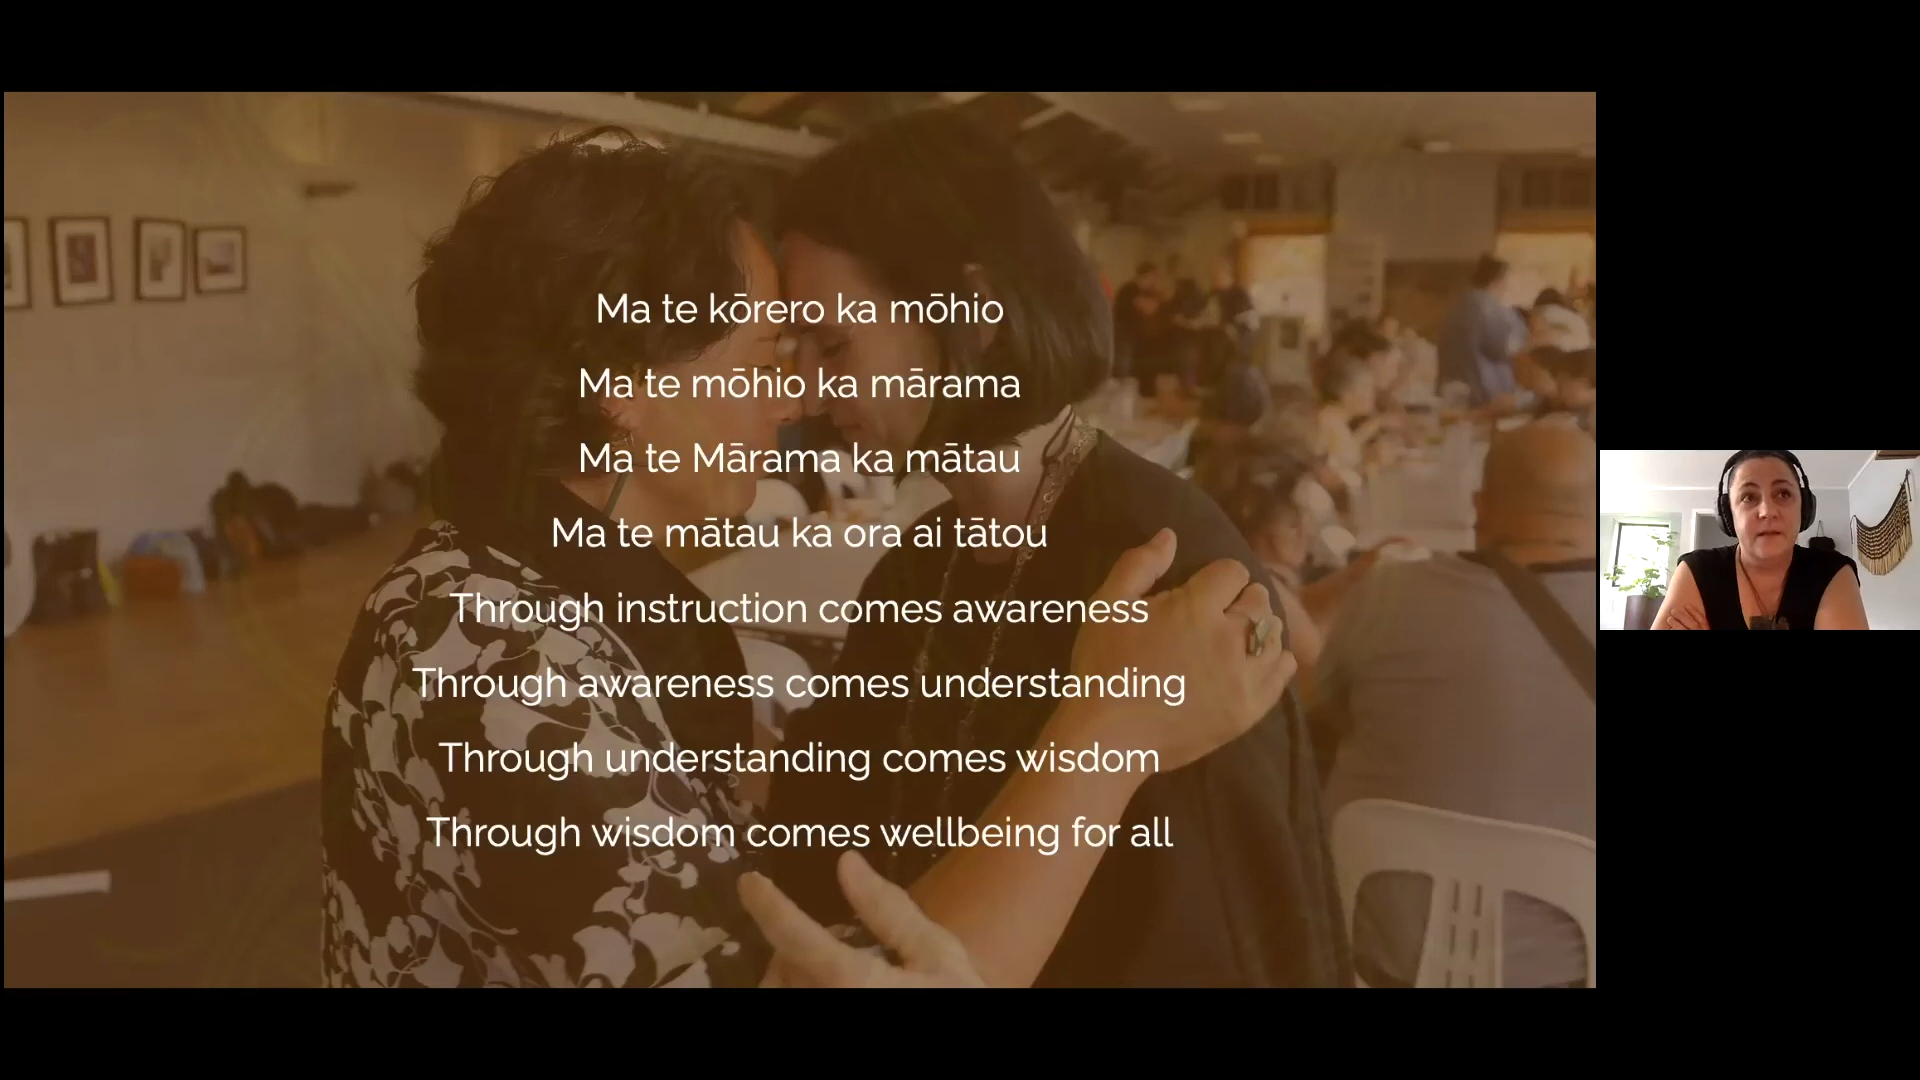 Ma te kōrero ka mōhio
Ma te mōhio ka mārama
Ma te Mārama ka mātau
Ma te mātau ka ora ai tātou
Through instruction comes awareness
Through awareness comes understanding
Through understanding comes wisdom
Through wisdom comes wellbeing for all